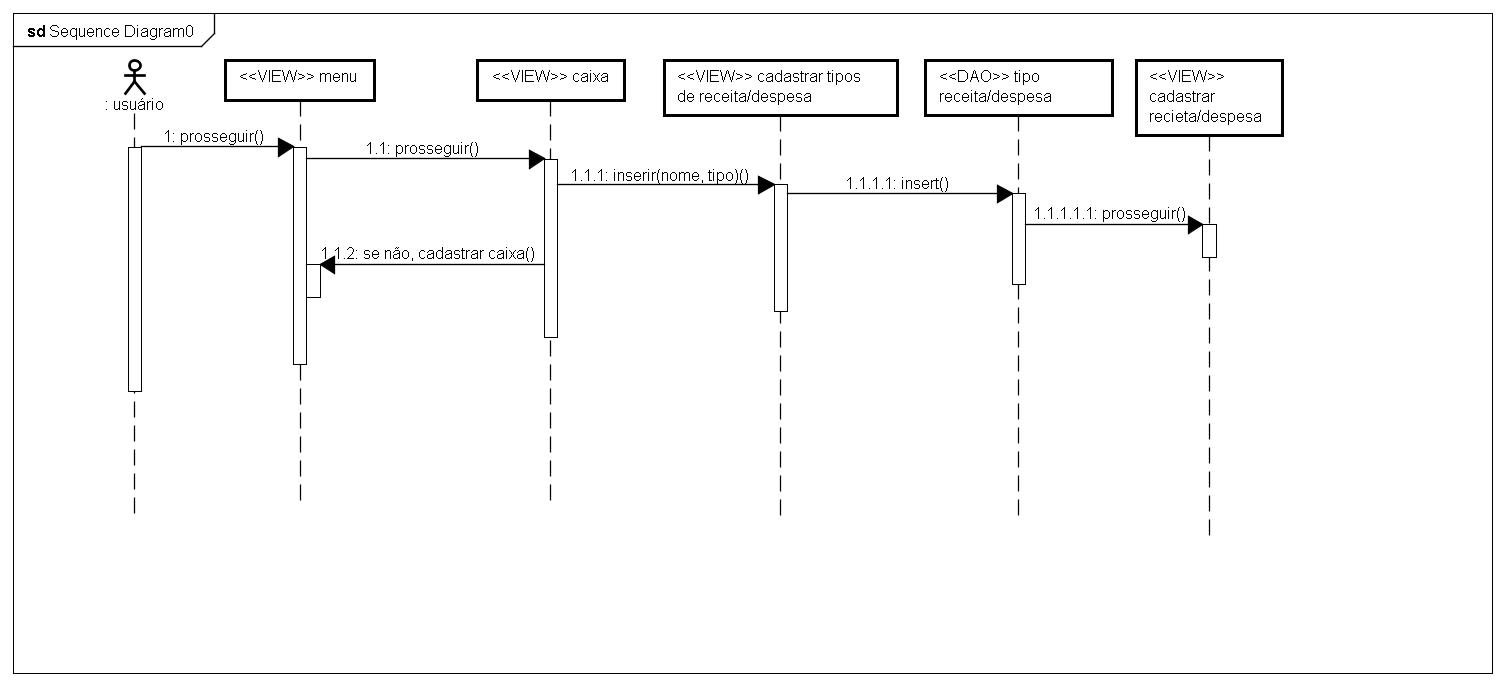 sd Sequence Diagram0
: usuário
<<VIEW>> menu
<<VIEW>> caixa
<<VIEW>> cadastrar tipos
de receita/despesa
<<DAO>> tipo
receita/despesa
<<VIEW>>
cadastrar
recieta/despesa
1: prosseguir()
1.1: prosseguir()
1.1.1: inserir(nome, tipo)()
1.1.1.1: insert()
1.1.1.1.1: prosseguir()
1.1.2: se não, cadastrar caixa()